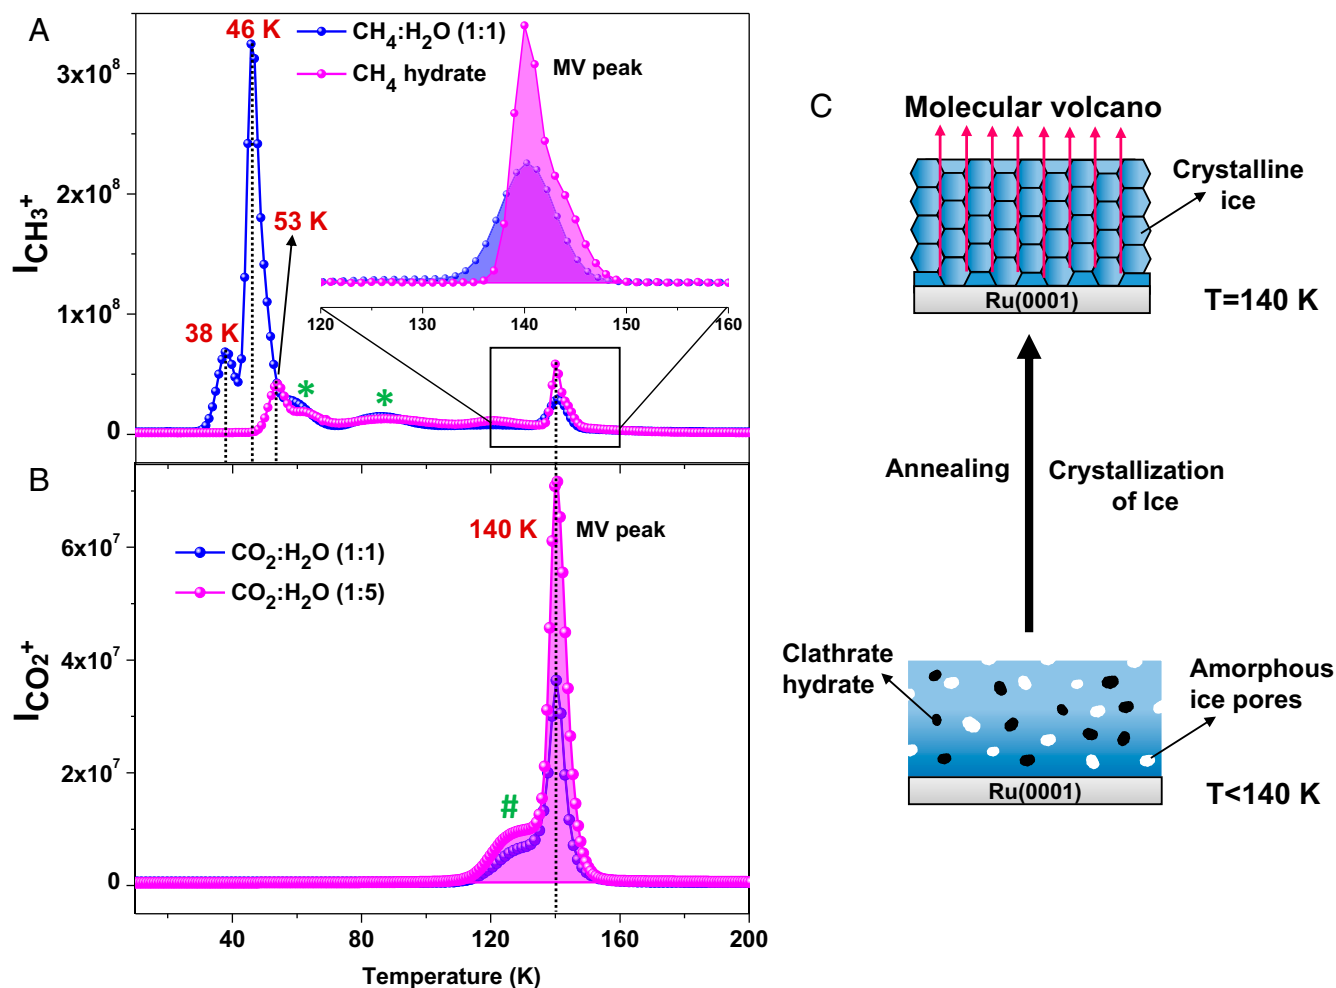 A
46 K
CH4:H2O (1:1)
CH4 hydrate
MV peak
3x10^8
2x10^8
1x10^8
0
ICH3+
53 K
38 K
*
*
120
130
140
150
160
B
140 K
MV peak
CO2:H2O (1:1)
CO2:H2O (1:5)
6x10^7
4x10^7
2x10^7
0
ICO2+
#
40
80
120
160
200
Temperature (K)
C
Molecular volcano
Crystalline
ice
Ru(0001)
T=140 K
Annealing
Crystallization
of Ice
Clathrate
hydrate
Amorphous
ice pores
Ru(0001)
T<140 K